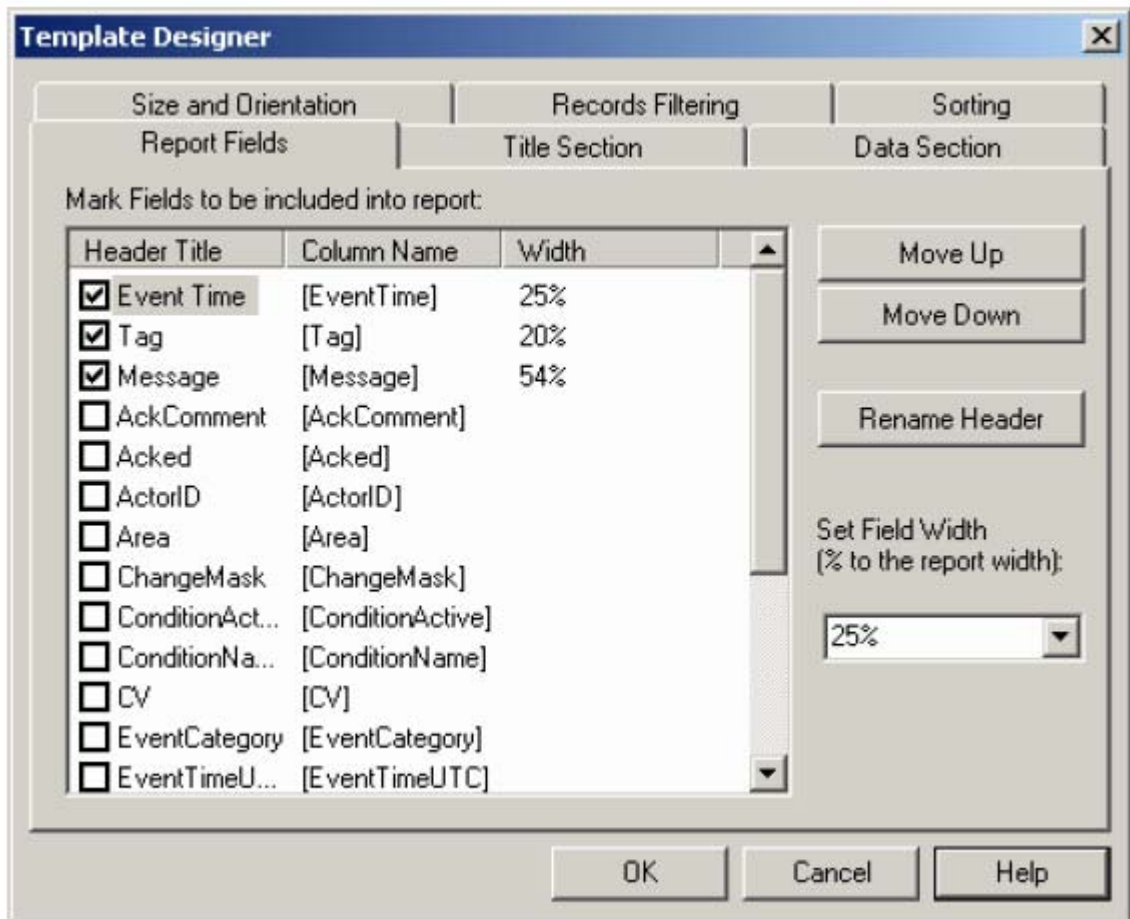 Template Designer
Size and Orientation Records Filtering Sorting
Report Fields Title Section Data Section
Mark Fields to be included into report:
Header Title Column Name Width
Event Time [EventTime] 25%
Tag [Tag] 20%
Message [Message] 54%
AckComment [AckComment]
Acked [Acked]
ActorID [ActorID]
Area [Area]
ChangeMask [ChangeMask]
ConditionAct... [ConditionActive]
ConditionNa... [ConditionName]
CV [CV]
EventCategory [EventCategory]
EventTimeU... [EventTimeUTC]
Move Up
Move Down
Rename Header
Set Field Width
(% to the report width):
25%
OK Cancel Help